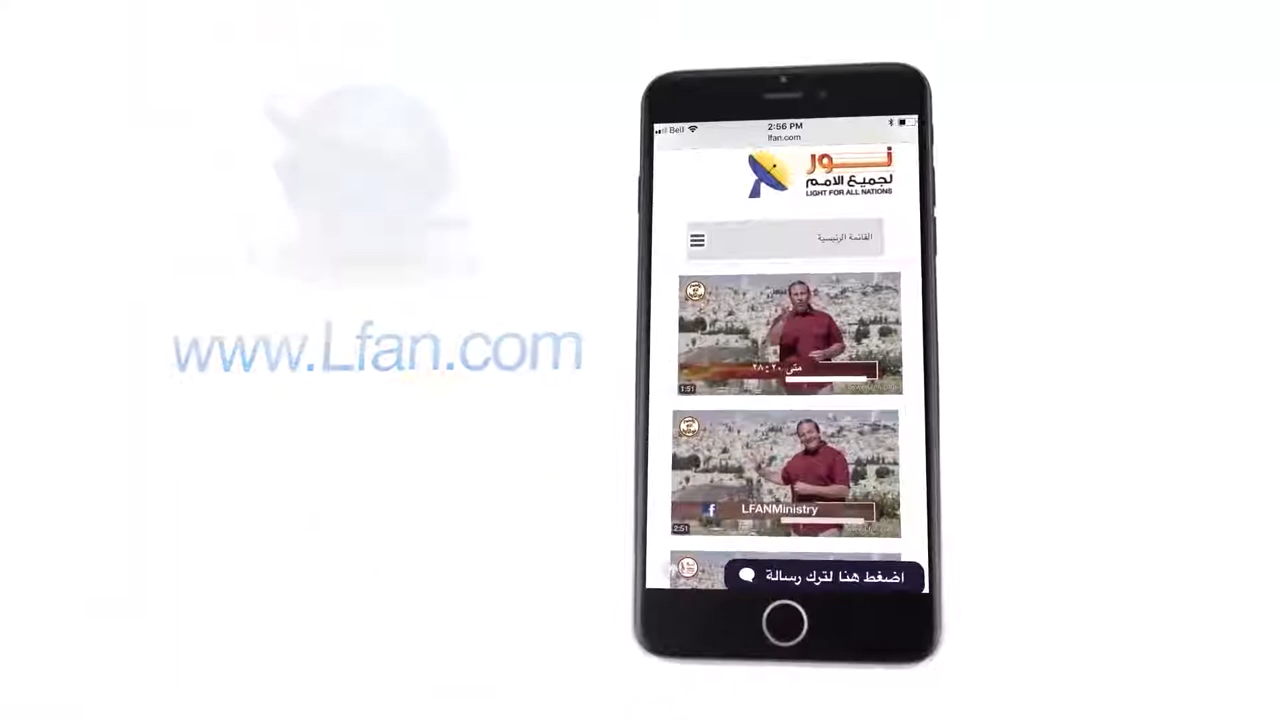 www.Lfan.com
Bell
2:56 PM
lfan.com
نور
لجميع الامم
LIGHT FOR ALL NATIONS
القائمة الرئيسية
متى ٢٨:٢٠
1:51
LFANMinistry
2:51
اضغط هنا لترك رسالة